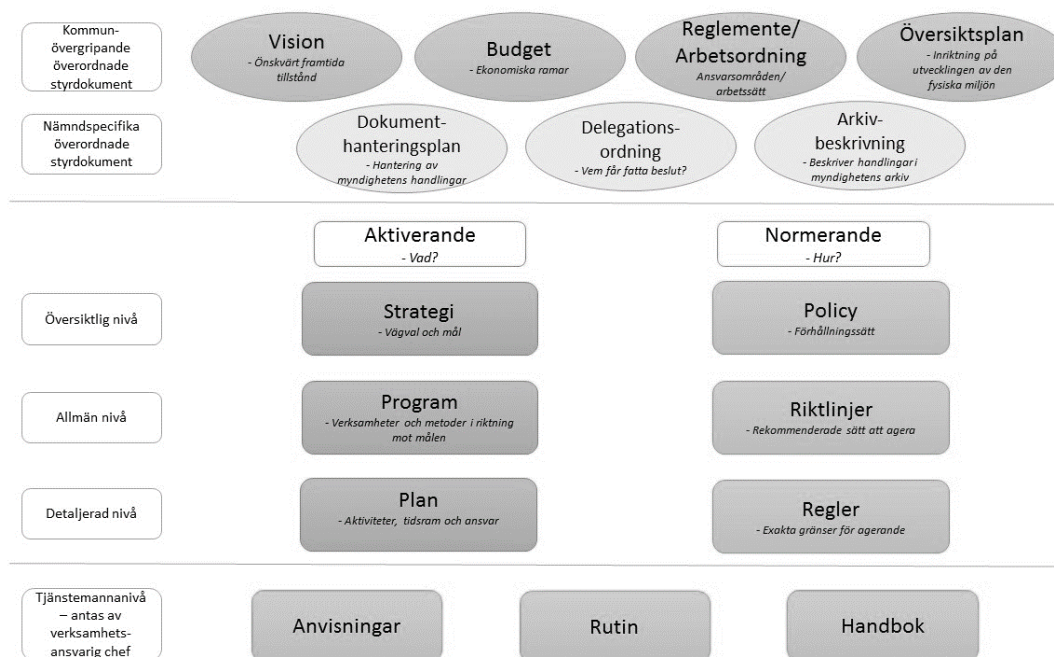 Kommun-
övergripande
överordnade
styrdokument
Vision
- Önskvärt framtida
tillstånd
Budget
- Ekonomiska ramar
Reglemente/
Arbetsordning
Ansvarsområden/
arbetssätt
Översiktsplan
- Inriktning på
utvecklingen av den
fysiska miljön
Nämndspecifika
överordnade
styrdokument
Dokument-
hanteringsplan
- Hantering av
myndighetens handlingar
Delegations-
ordning
- Vem får fatta beslut?
Arkiv-
beskrivning
- Beskriver handlingar i
myndighetens arkiv
Aktiverande
- Vad?
Normerande
- Hur?
Översiktlig nivå
Strategi
- Vägval och mål
Policy
- Förhållningssätt
Allmän nivå
Program
- Verksamheter och metoder i riktning
mot målen
Riktlinjer
- Rekommenderade sätt att agera
Detaljerad nivå
Plan
- Aktiviteter, tidsram och ansvar
Regler
- Exakta gränser för agerande
Tjänstemannanivå
– antas av
verksamhets-
ansvarig chef
Anvisningar
Rutin
Handbok